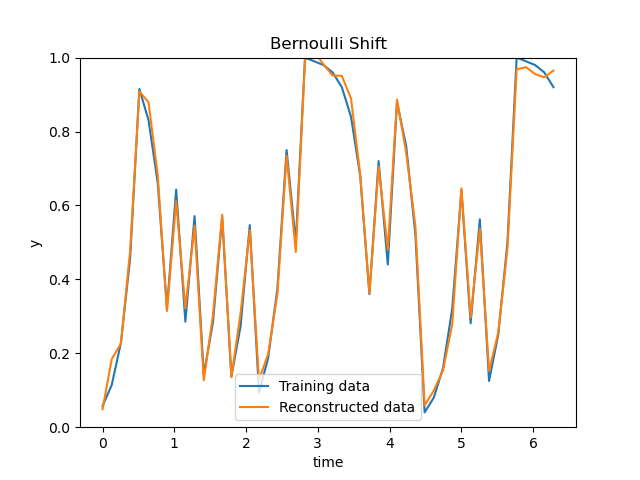 Bernoulli Shift
y
1.0
0.8
0.6
0.4
0.2
0.0
Training data
Reconstructed data
0 1 2 3 4 5 6
time